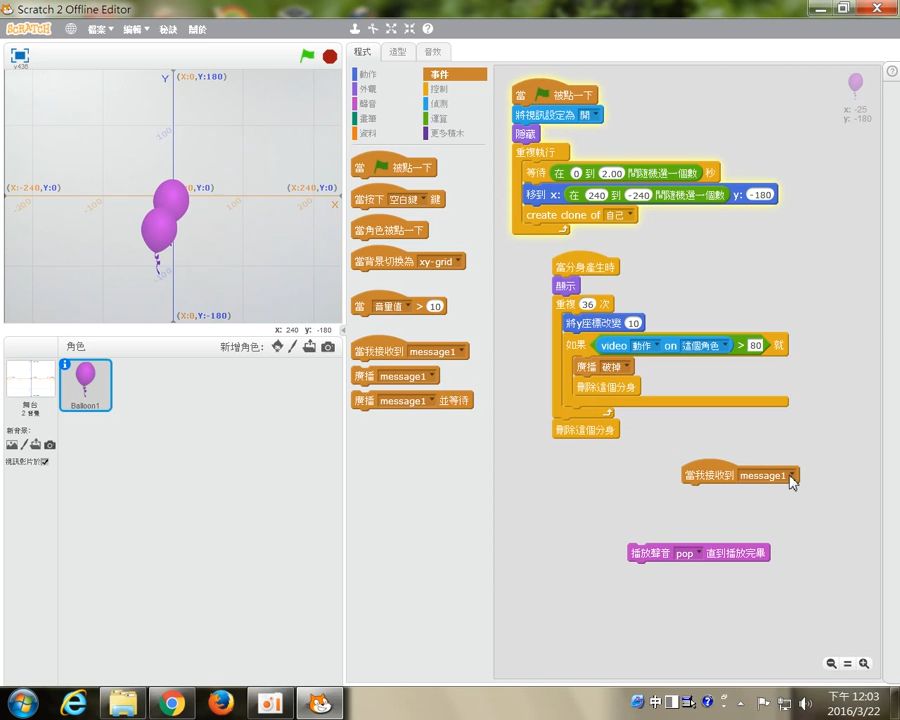 Scratch 2 Offline Editor
SCRATCH 檔案 編輯 秘訣 關於
v438
Y (X:0,Y:180)
100
(X:-240,Y:0) (X:0,Y:0) (X:240,Y:0)
-200 -100 100 200 X
-100
(X:0,Y:-180)
x: 240 y: -180
角色 新增角色:
舞台
2 背景
新背景:
視訊影片於
Balloon1
程式 造型 音效
動作 事件
外觀 控制
聲音 偵測
畫筆 運算
資料 更多積木
當 被點一下
當按下 空白鍵 鍵
當角色被點一下
當背景切換為 xy-grid
當 音量值 > 10
當我接收到 message1
廣播 message1
廣播 message1 並等待
當 被點一下
將視訊設定為 開
隱藏
重複執行
等待 在 0 到 2.00 間隨機選一個數 秒
移到 x: 在 240 到 -240 間隨機選一個數 y: -180
create clone of 自己
當分身產生時
顯示
重複 36 次
將y座標改變 10
如果 video 動作 on 這個角色 > 80 就
廣播 破掉
刪除這個分身
刪除這個分身
當我接收到 message1
播放聲音 pop 直到播放完畢
x: -25
y: -180
中
下午 12:03
2016/3/22